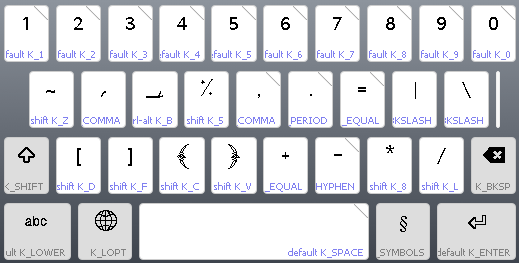 1 2 3 4 5 6 7 8 9 0
fault K_1 fault K_2 fault K_3 efault K_4 efault K_5 fault K_6 fault K_7 fault K_8 fault K_9 fault K_0
~ ؍ ؉ , . = | \
shift K_Z COMMA rl-alt K_B shift K_5 COMMA PERIOD _EQUAL KSLASH KSLASH
[ ] ﴿ ﴾ + - * /
K_SHIFT shift K_D shift K_F shift K_C shift K_V _EQUAL HYPHEN shift K_8 shift K_L K_BKSP
abc §
ult K_LOWER K_LOPT default K_SPACE _SYMBOLS default K_ENTER